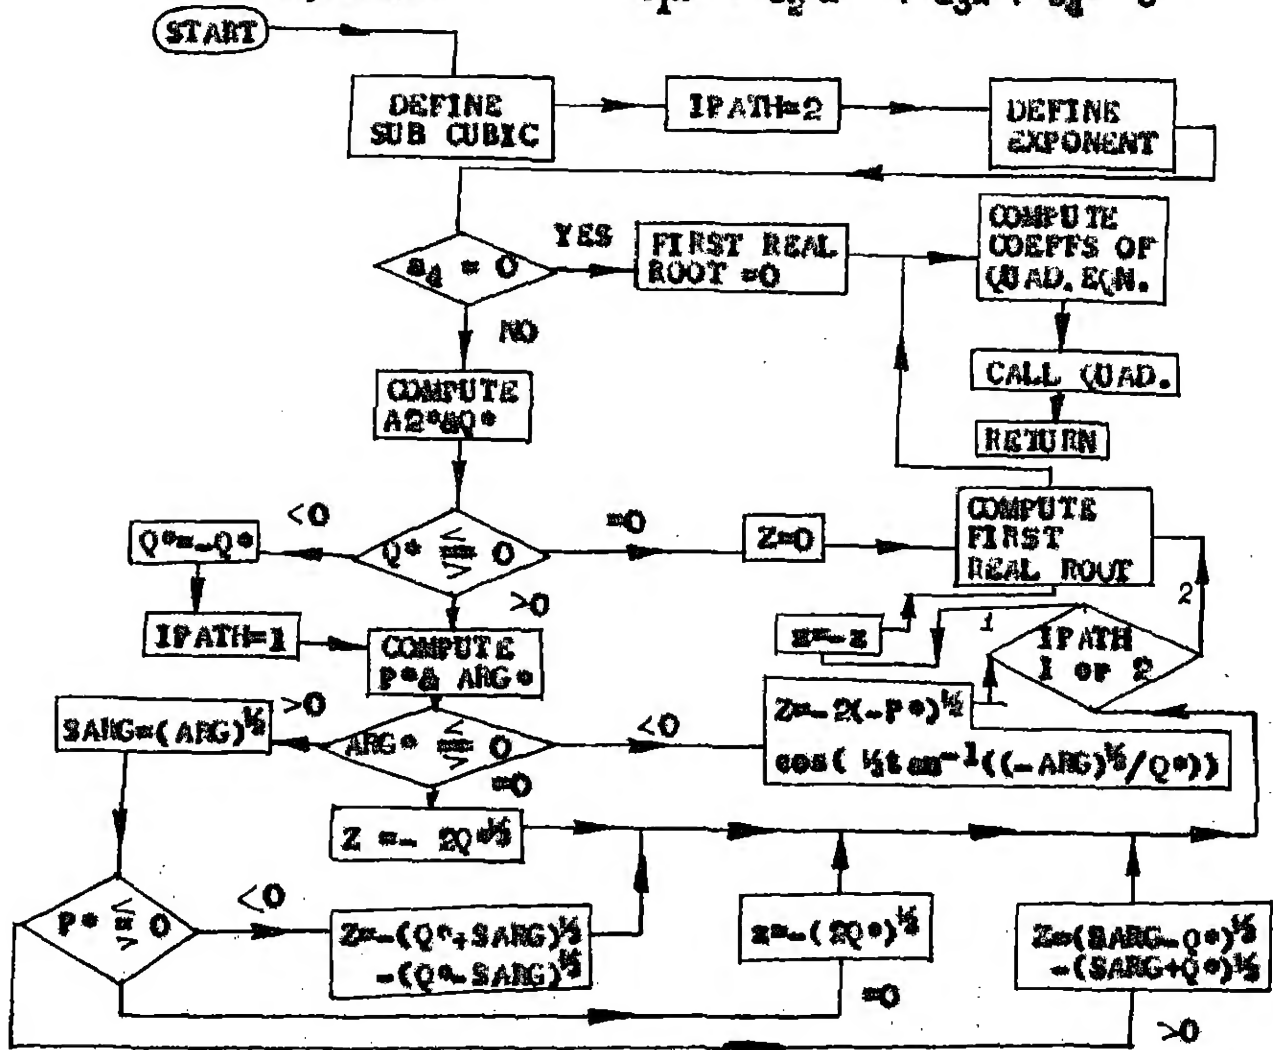 START
DEFINE
SUB CUBIC
IPATH=2
DEFINE
EXPONENT
a4 = 0
YES
FIRST REAL
ROOT =0
COMPUTE
COEFFS OF
QUAD. EQN.
NO
CALL QUAD.
RETURN
COMPUTE
A2*&Q*
<0
Q*=-Q*
Q* <=> 0
=0
Z=0
COMPUTE
FIRST
REAL ROOT
>0
IPATH=1
COMPUTE
P*& ARG*
z=-z
1
IPATH
1 or 2
2
>0
SARG=(ARG)½
ARG* <=> 0
<0
Z=-2(-P*)½
cos( ⅓tan-1((-ARG)½/Q*))
=0
Z =- 2Q*⅓
P* <=> 0
<0
Z=-(Q*+SARG)⅓
-(Q*-SARG)⅓
z=-(2Q*)⅓
=0
Z=(SARG-Q*)⅓
-(SARG+Q*)⅓
>0